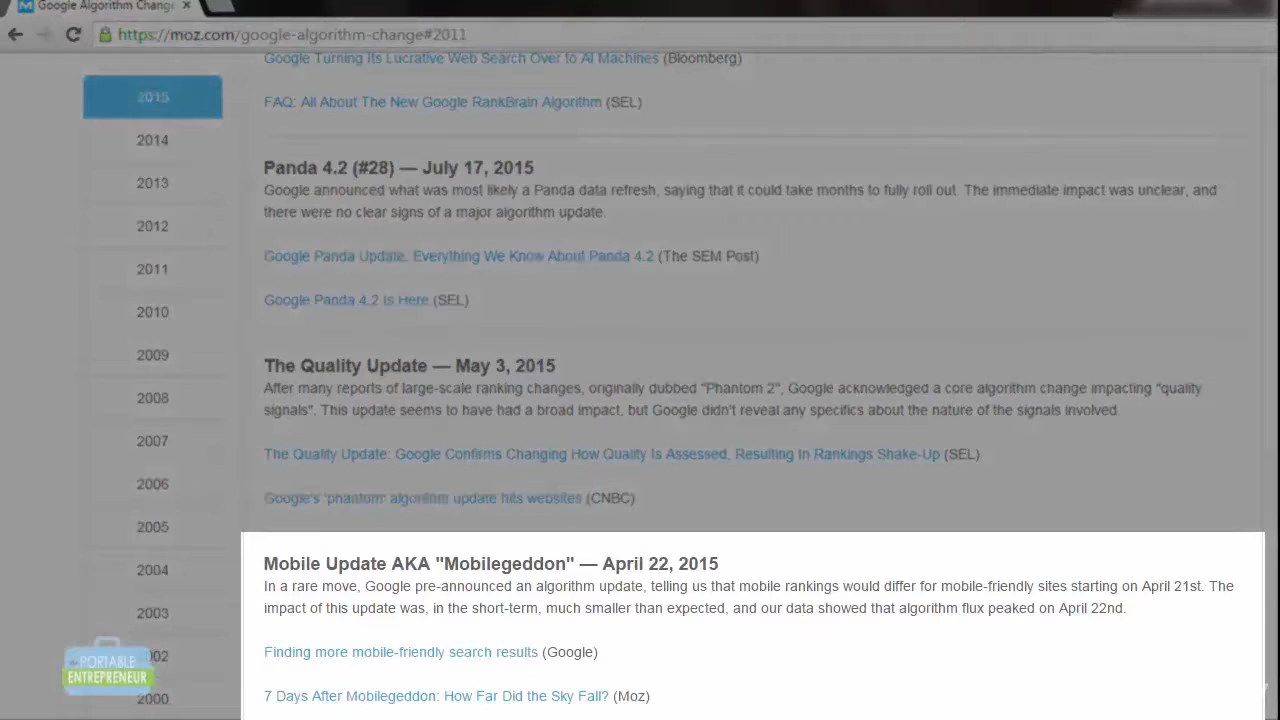 Google Algorithm Change
https://moz.com/google-algorithm-change#2011
Google Turning Its Lucrative Web Search Over to AI Machines (Bloomberg)
2015
FAQ: All About The New Google RankBrain Algorithm (SEL)
2014
Panda 4.2 (#28) — July 17, 2015
2013
Google announced what was most likely a Panda data refresh, saying that it could take months to fully roll out. The immediate impact was unclear, and
there were no clear signs of a major algorithm update.
2012
Google Panda Update: Everything We Know About Panda 4.2 (The SEM Post)
2011
Google Panda 4.2 Is Here (SEL)
2010
2009
The Quality Update — May 3, 2015
After many reports of large-scale ranking changes, originally dubbed "Phantom 2", Google acknowledged a core algorithm change impacting "quality
2008
signals". This update seems to have had a broad impact, but Google didn't reveal any specifics about the nature of the signals involved.
2007
The Quality Update: Google Confirms Changing How Quality Is Assessed, Resulting In Rankings Shake-Up (SEL)
2006
Google's 'phantom' algorithm update hits websites (CNBC)
2005
Mobile Update AKA "Mobilegeddon" — April 22, 2015
2004
In a rare move, Google pre-announced an algorithm update, telling us that mobile rankings would differ for mobile-friendly sites starting on April 21st. The
impact of this update was, in the short-term, much smaller than expected, and our data showed that algorithm flux peaked on April 22nd.
2003
Finding more mobile-friendly search results (Google)
02
PORTABLE
ENTREPRENEUR
7 Days After Mobilegeddon: How Far Did the Sky Fall? (Moz)
2000